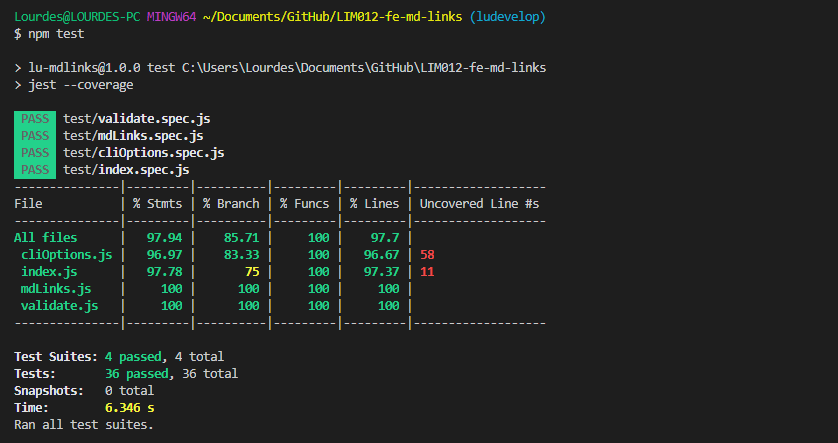 Lourdes@LOURDES-PC MINGW64 ~/Documents/GitHub/LIM012-fe-md-links (ludevelop)
$ npm test
> lu-mdlinks@1.0.0 test C:\Users\Lourdes\Documents\GitHub\LIM012-fe-md-links
> jest --coverage
PASS test/validate.spec.js
PASS test/mdLinks.spec.js
PASS test/cliOptions.spec.js
PASS test/index.spec.js
---------------|---------|----------|---------|---------|-------------------
File           | % Stmts | % Branch | % Funcs | % Lines | Uncovered Line #s
---------------|---------|----------|---------|---------|-------------------
All files      |   97.94 |    85.71 |     100 |    97.7 |
 cliOptions.js |   96.97 |    83.33 |     100 |   96.67 | 58
 index.js      |   97.78 |       75 |     100 |   97.37 | 11
 mdLinks.js    |     100 |      100 |     100 |     100 |
 validate.js   |     100 |      100 |     100 |     100 |
---------------|---------|----------|---------|---------|-------------------
Test Suites: 4 passed, 4 total
Tests:       36 passed, 36 total
Snapshots:   0 total
Time:        6.346 s
Ran all test suites.